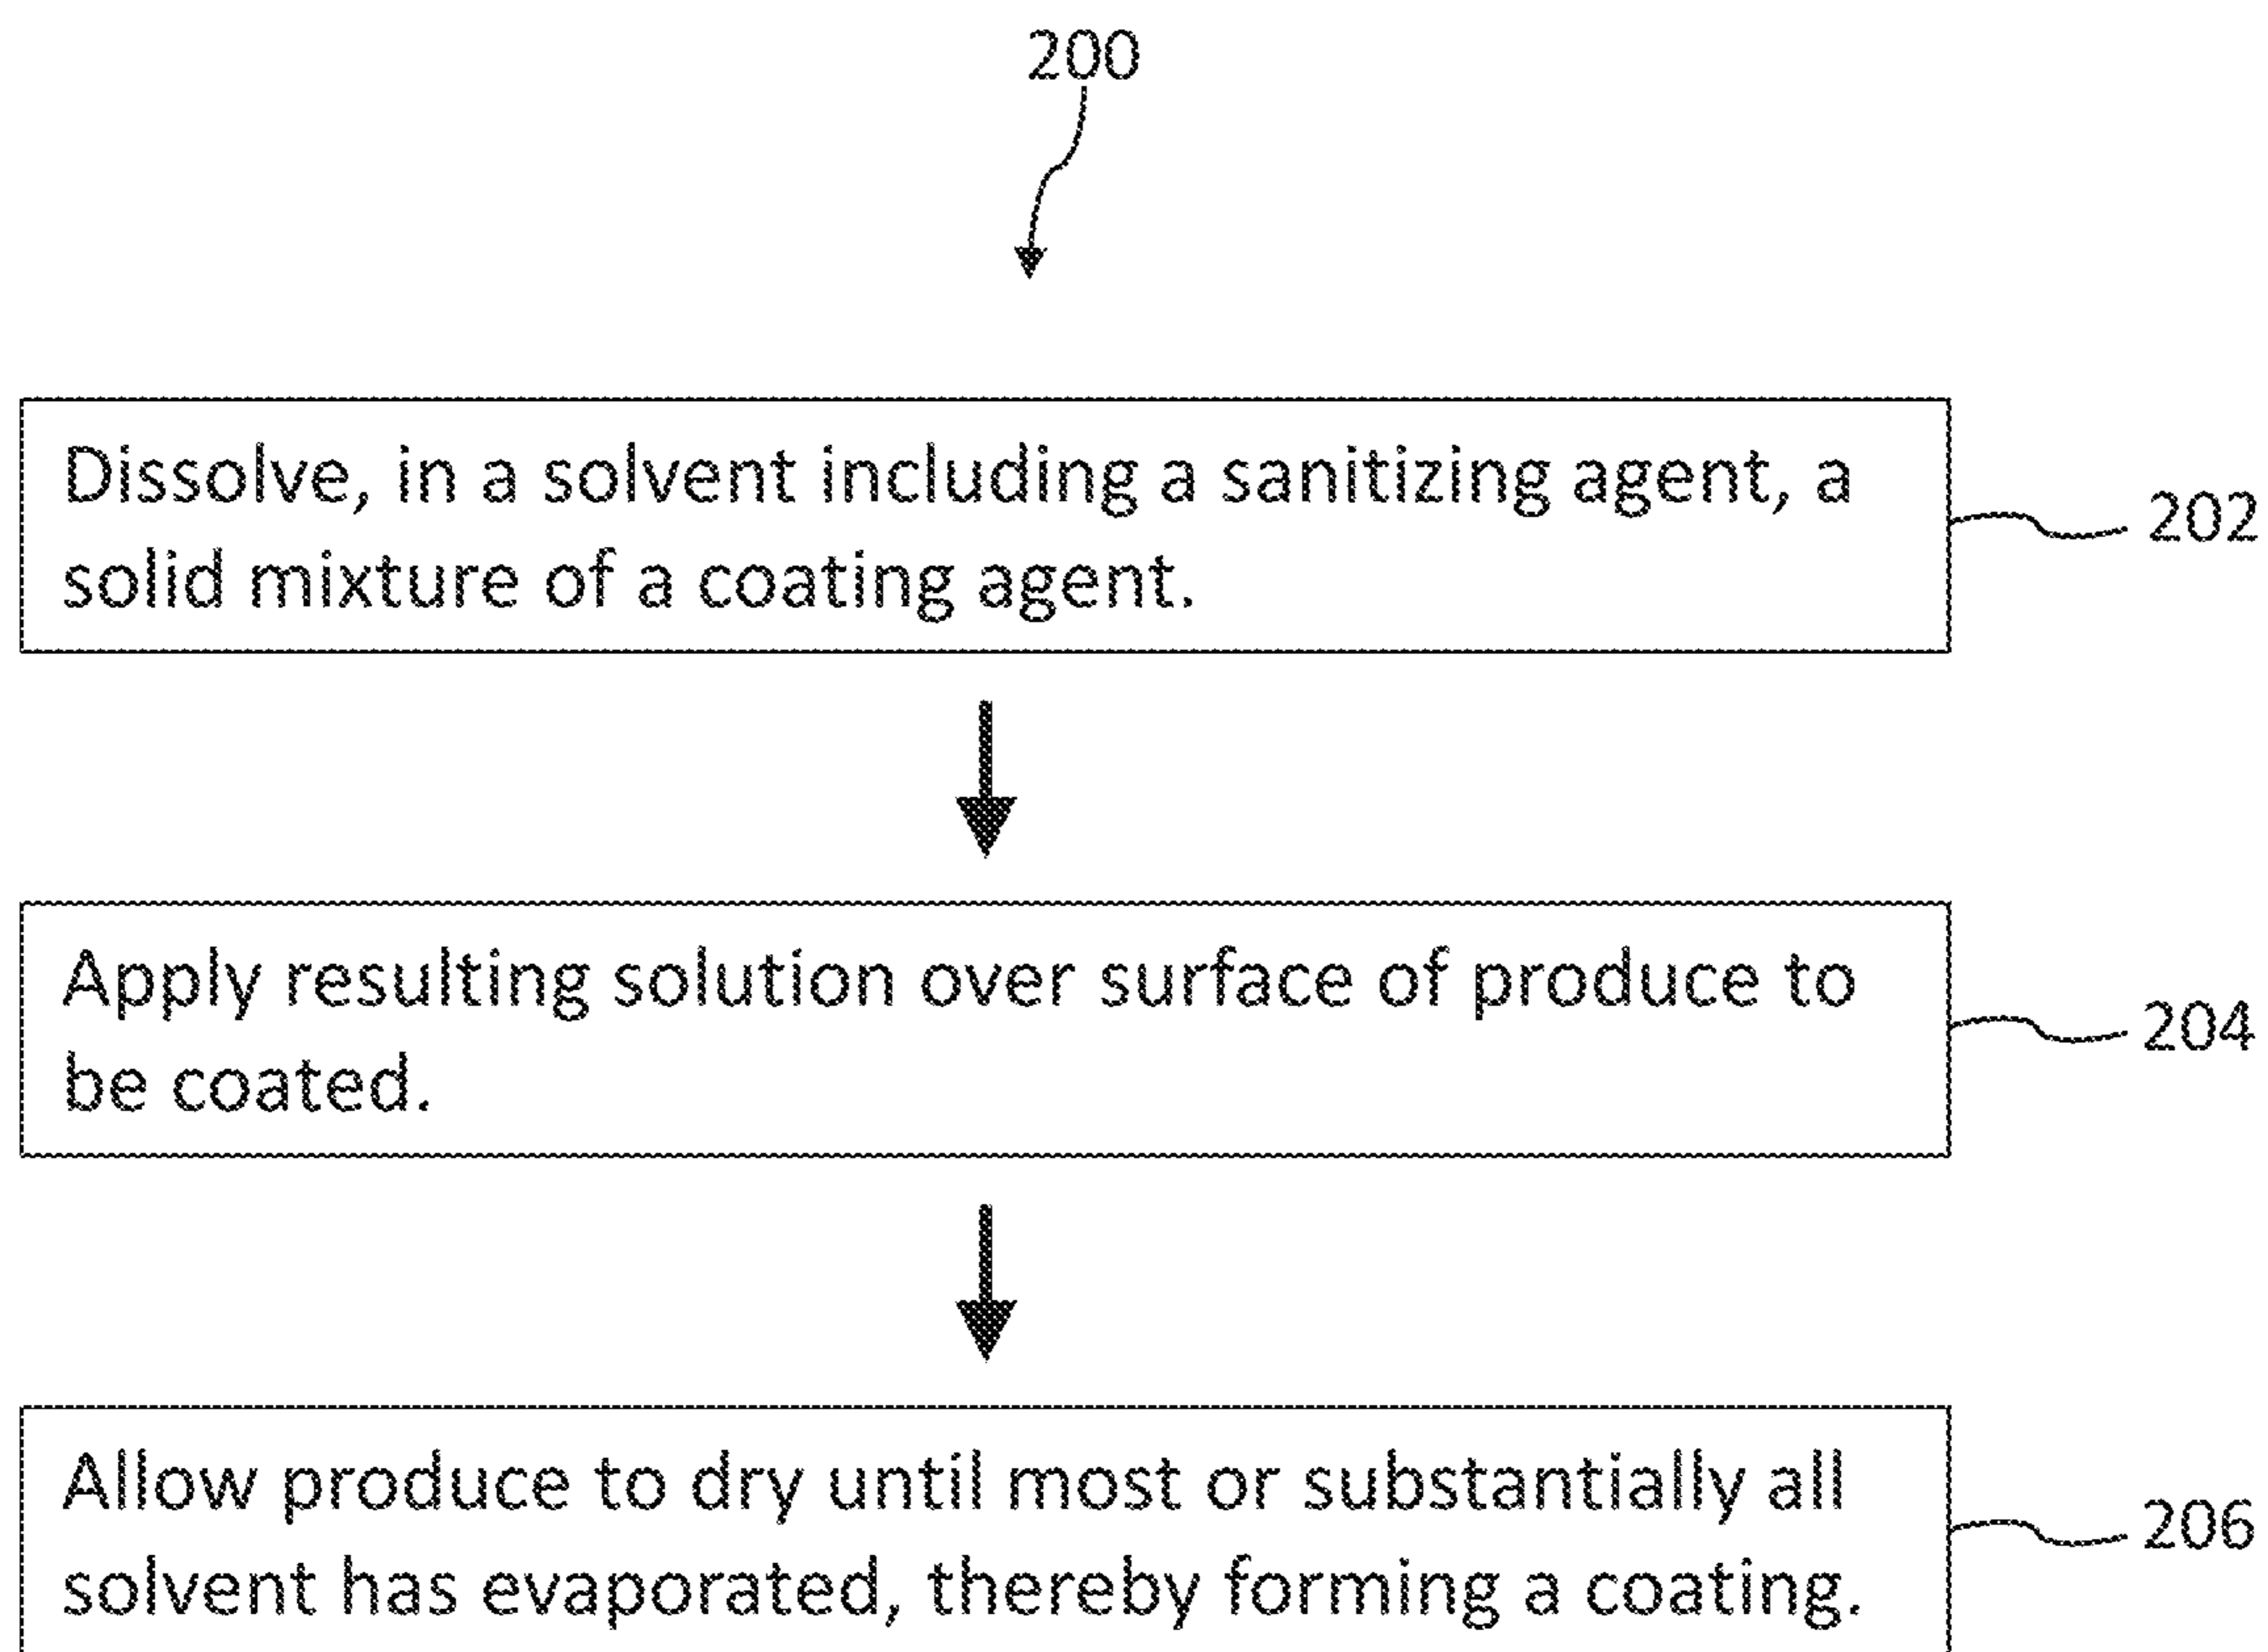 200
Dissolve, in a solvent including a sanitizing agent, a
solid mixture of a coating agent.
202
Apply resulting solution over surface of produce to
be coated.
204
Allow produce to dry until most or substantially all
solvent has evaporated, thereby forming a coating.
206